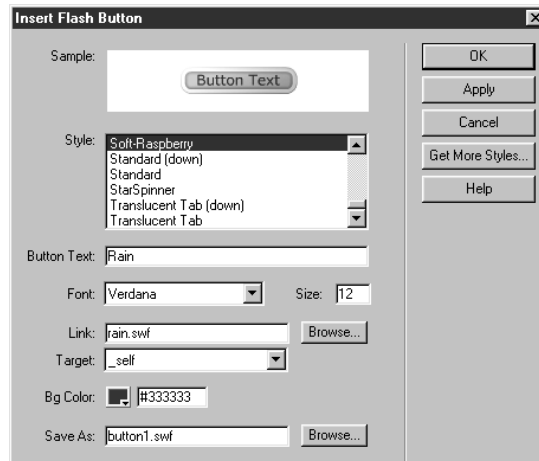 Insert Flash Button
Sample:
Button Text
Style:
Soft-Raspberry
Standard (down)
Standard
StarSpinner
Translucent Tab (down)
Translucent Tab
Button Text: Rain
Font: Verdana Size: 12
Link: rain.swf Browse...
Target: _self
Bg Color: #333333
Save As: button1.swf Browse...
OK
Apply
Cancel
Get More Styles...
Help